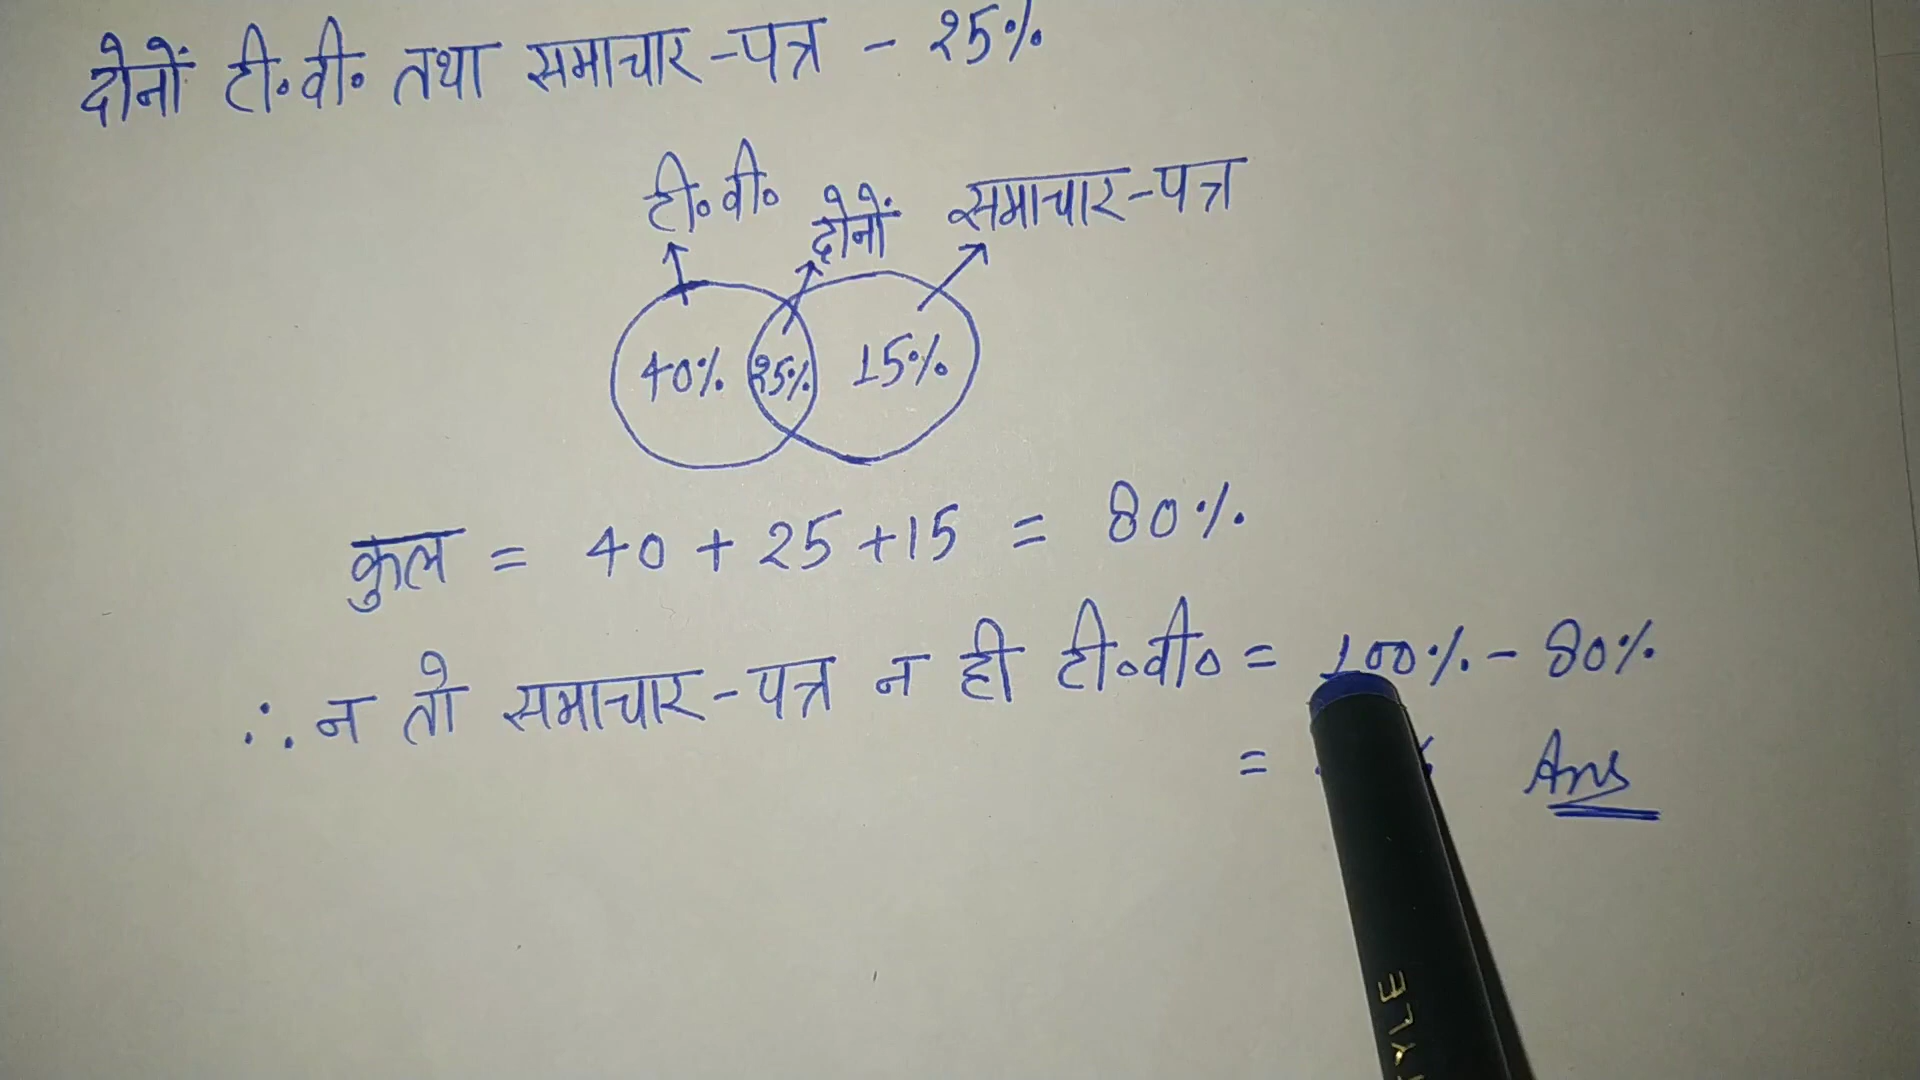 दोनों टी॰वी॰ तथा समाचार-पत्र - 25%
टी॰वी॰ दोनों समाचार-पत्र
40% 25% 15%
कुल = 40 + 25 + 15 = 80%
∴ न तो समाचार-पत्र न ही टी॰वी॰ = 100% - 80%
= Ans